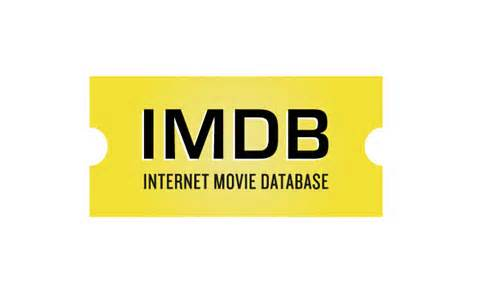 IMDB
INTERNET MOVIE DATABASE